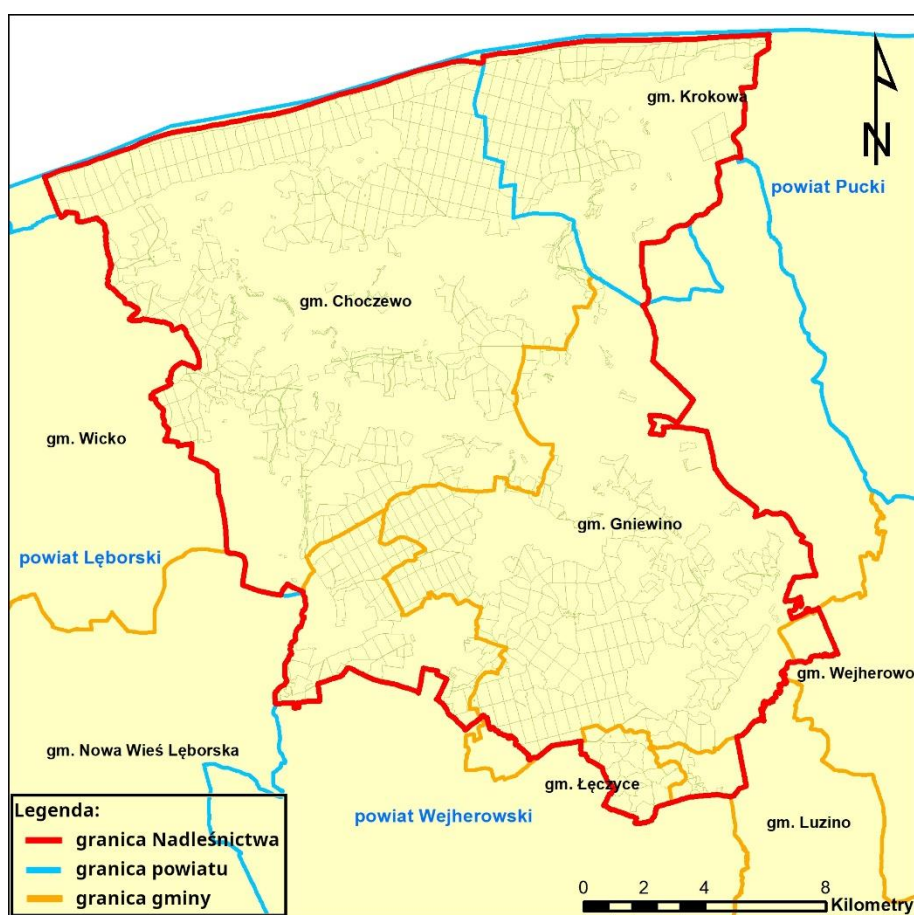 gm. Krokowa
N
powiat Pucki
gm. Choczewo
gm. Wicko
gm. Gniewino
powiat Lęborski
gm. Wejherowo
gm. Nowa Wieś Lęborska
gm. Łęczyce
powiat Wejherowski
gm. Luzino
Legenda:
granica Nadleśnictwa
granica powiatu
granica gminy
0 2 4 8
Kilometry